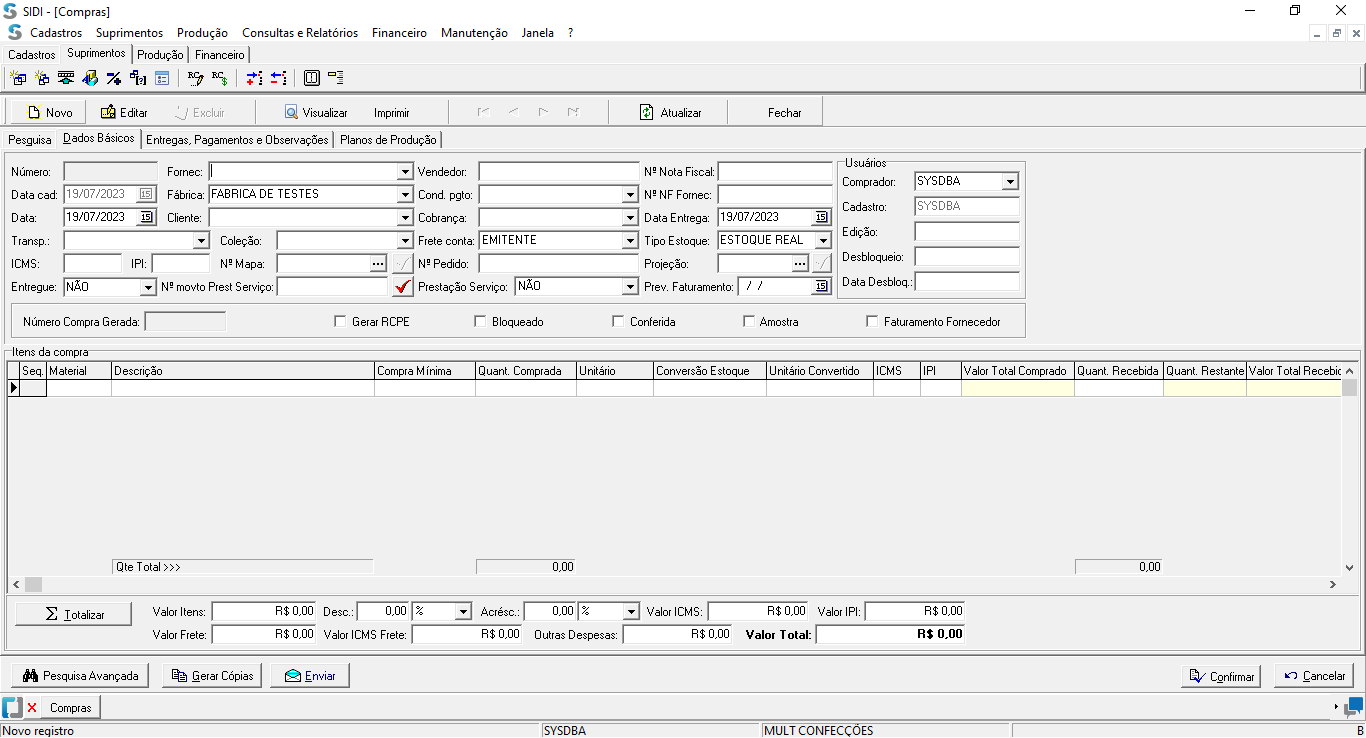 SIDI - [Compras]
Cadastros Suprimentos Produção Consultas e Relatórios Financeiro Manutenção Janela ?
Cadastros Suprimentos Produção Financeiro
Novo Editar Excluir Visualizar Imprimir Atualizar Fechar
Pesquisa Dados Básicos Entregas, Pagamentos e Observações Planos de Produção
Número: Fornec: Vendedor: Nº Nota Fiscal: Usuários
Data cad: 19/07/2023 15 Fábrica: FABRICA DE TESTES Cond. pgto: Nº NF Fornec: Comprador: SYSDBA
Data: 19/07/2023 15 Cliente: Cobrança: Data Entrega: 19/07/2023 15 Cadastro: SYSDBA
Transp.: Coleção: Frete conta: EMITENTE Tipo Estoque: ESTOQUE REAL Edição:
ICMS: IPI: Nº Mapa: ... Nº Pedido: Projeção: ... Desbloqueio:
Entregue: NÃO Nº movto Prest Serviço: Prestação Serviço: NÃO Prev. Faturamento: / / 15 Data Desbloq.:
Número Compra Gerada: Gerar RCPE Bloqueado Conferida Amostra Faturamento Fornecedor
Itens da compra
Seq. Material Descrição Compra Mínima Quant. Comprada Unitário Conversão Estoque Unitário Convertido ICMS IPI Valor Total Comprado Quant. Recebida Quant. Restante Valor Total Recebic
Qte Total >>> 0,00 0,00
Σ Totalizar Valor Itens: R$ 0,00 Desc.: 0,00 % Acrésc.: 0,00 % Valor ICMS: R$ 0,00 Valor IPI: R$ 0,00
Valor Frete: R$ 0,00 Valor ICMS Frete: R$ 0,00 Outras Despesas: R$ 0,00 Valor Total: R$ 0,00
Pesquisa Avançada Gerar Cópias Enviar Confirmar Cancelar
Compras
Novo registro SYSDBA MULT CONFECÇÕES B